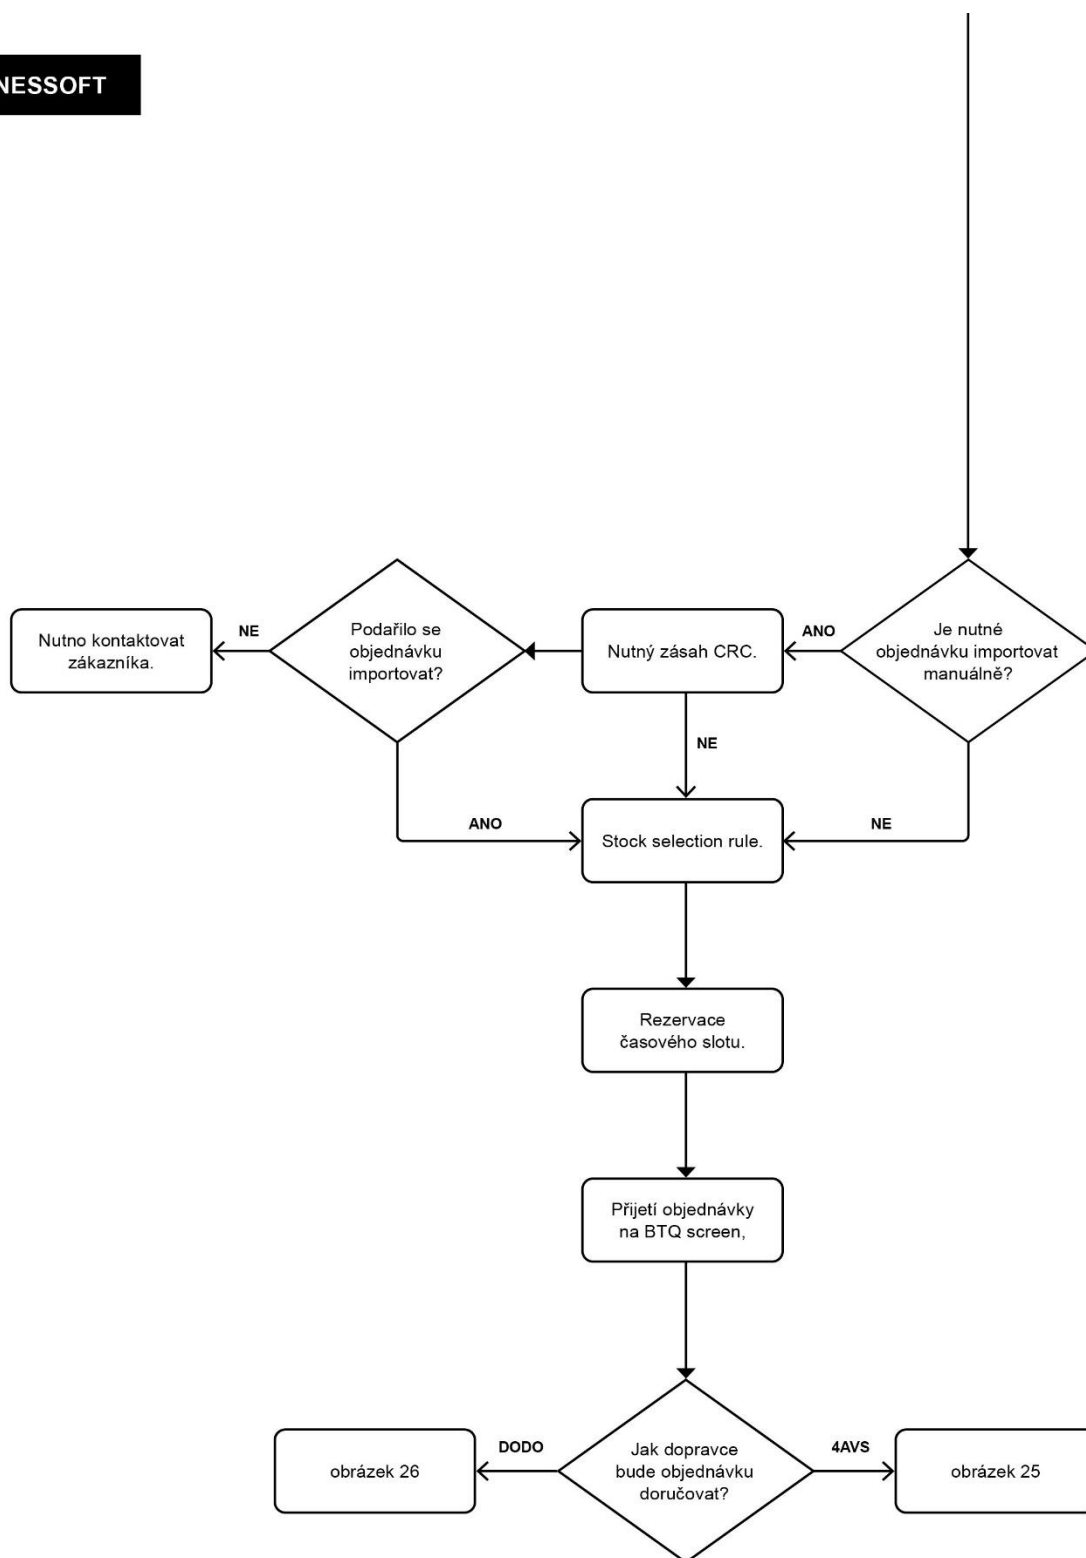 NESSOFT
Nutno kontaktovat
zákazníka.
NE
Podařilo se
objednávku
importovat?
Nutný zásah CRC.
ANO
Je nutné
objednávku importovat
manuálně?
NE
ANO
Stock selection rule.
NE
Rezervace
časového slotu.
Přijetí objednávky
na BTQ screen,
obrázek 26
DODO
Jak dopravce
bude objednávku
doručovat?
4AVS
obrázek 25